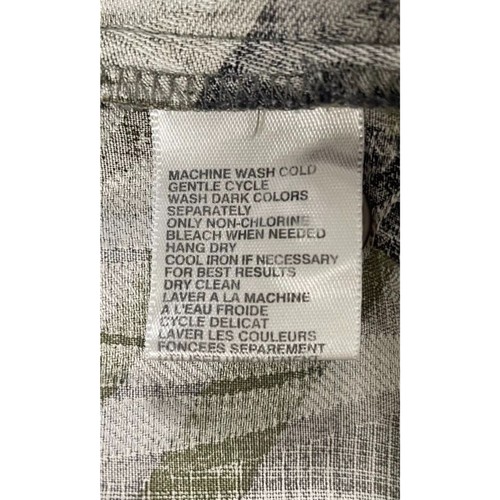 MACHINE WASH COLD
GENTLE CYCLE
WASH DARK COLORS
SEPARATELY
ONLY NON-CHLORINE
BLEACH WHEN NEEDED
HANG DRY
COOL IRON IF NECESSARY
FOR BEST RESULTS
DRY CLEAN
LAVER A LA MACHINE
A L'EAU FROIDE
CYCLE DELICAT
LAVER LES COULEURS
FONCEES SEPAREMENT
UTILISER UNIQUEMENT